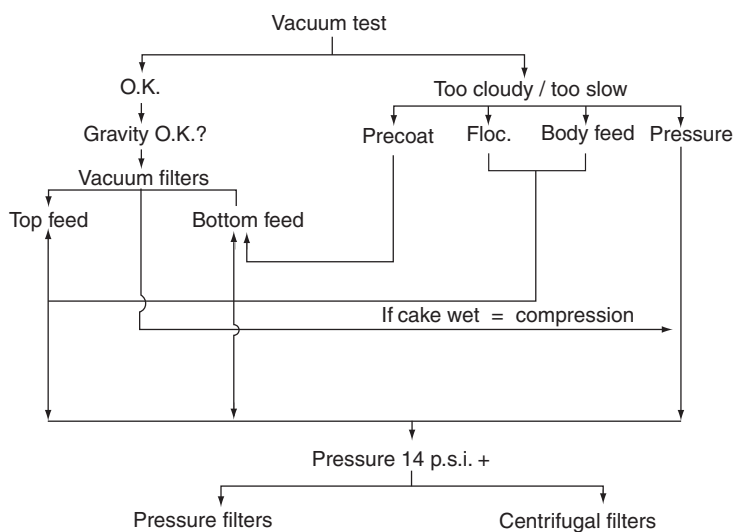 Vacuum test
O.K.
Too cloudy / too slow
Gravity O.K.?
Precoat
Floc.
Body feed
Pressure
Vacuum filters
Top feed
Bottom feed
If cake wet = compression
Pressure 14 p.s.i. +
Pressure filters
Centrifugal filters